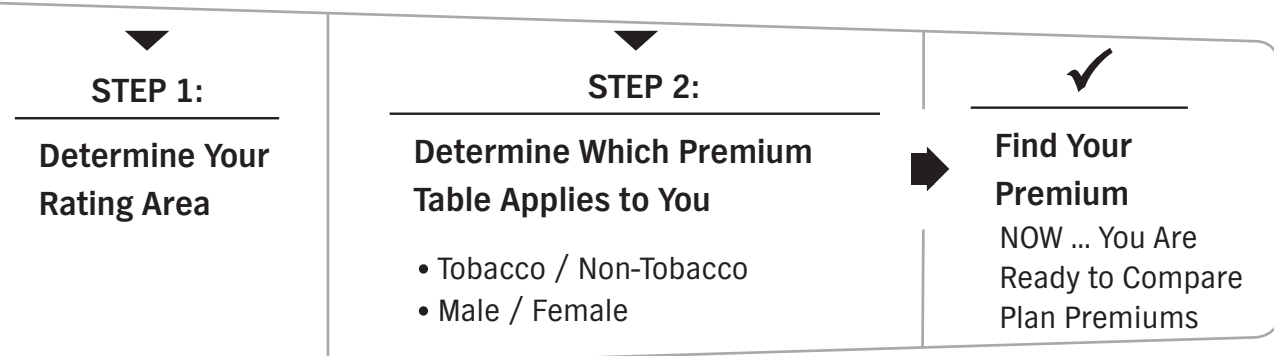 STEP 1:
Determine Your
Rating Area
STEP 2:
Determine Which Premium
Table Applies to You
• Tobacco / Non-Tobacco
• Male / Female
Find Your
Premium
NOW ... You Are
Ready to Compare
Plan Premiums